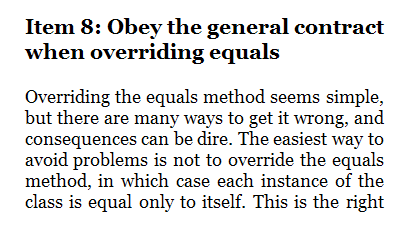 Item 8: Obey the general contract
when overriding equals
Overriding the equals method seems simple,
but there are many ways to get it wrong, and
consequences can be dire. The easiest way to
avoid problems is not to override the equals
method, in which case each instance of the
class is equal only to itself. This is the right